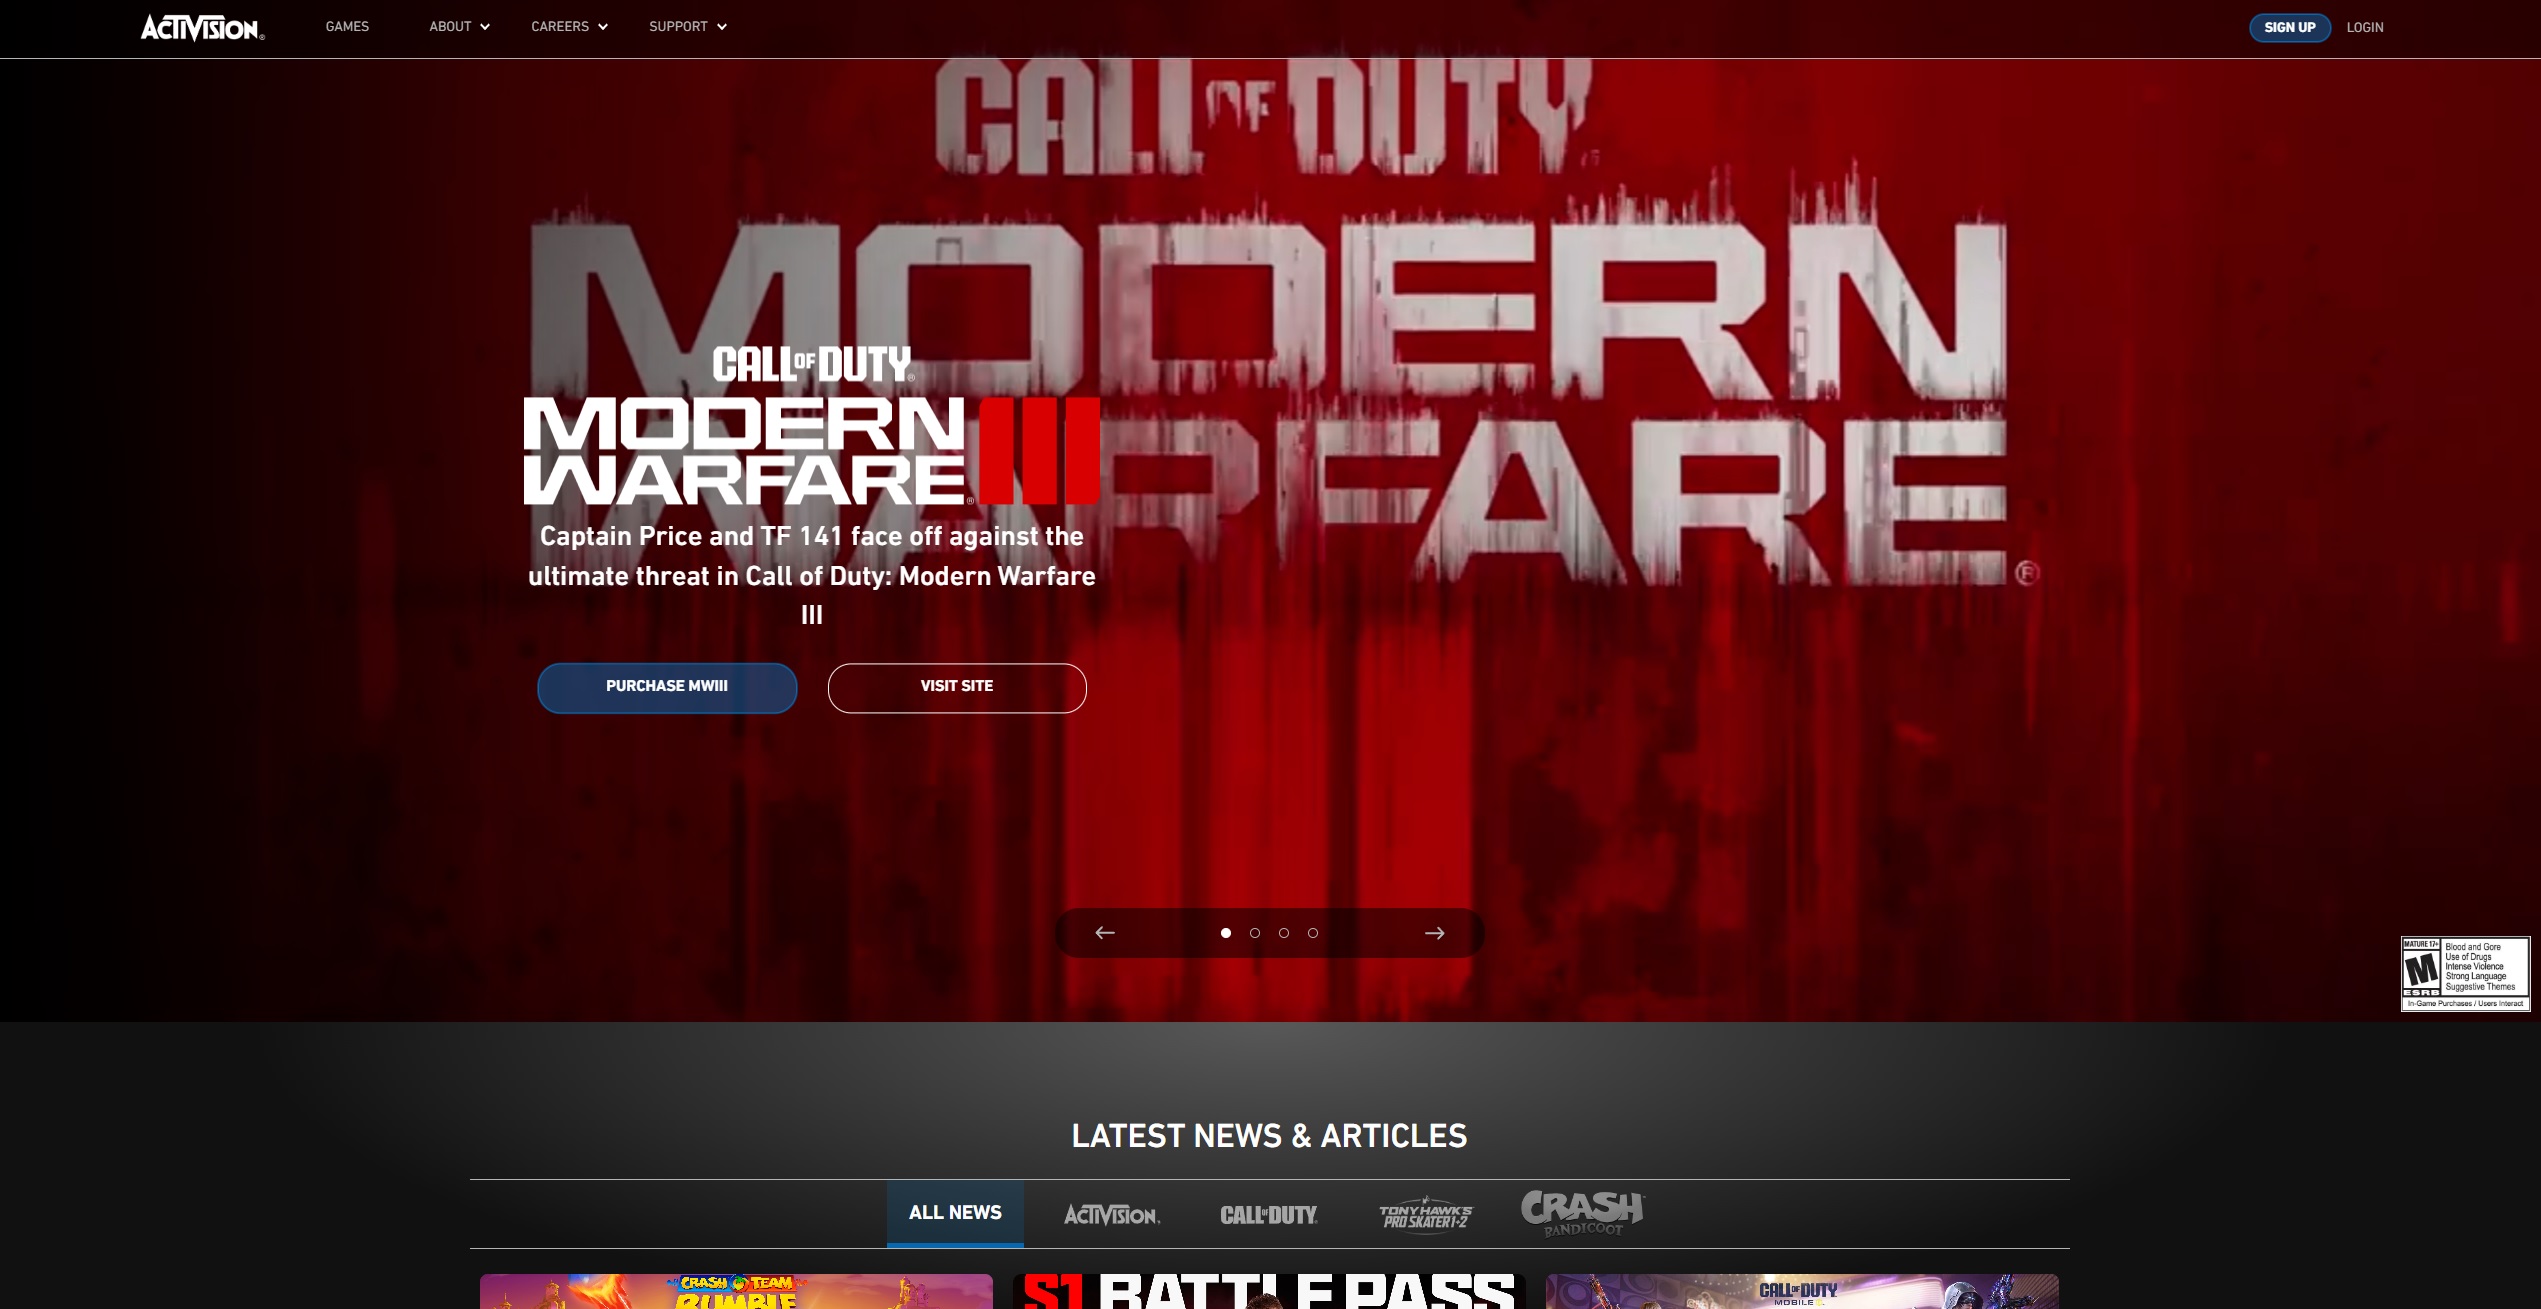 ACTIVISION®
GAMES
ABOUT
CAREERS
SUPPORT
SIGN UP
LOGIN
CALL OF DUTY
MODERN
WARFARE®
CALL OF DUTY®
MODERN
WARFARE® III
Captain Price and TF 141 face off against the
ultimate threat in Call of Duty: Modern Warfare
III
PURCHASE MWIII
VISIT SITE
MATURE 17+
M
ESRB
Blood and Gore
Use of Drugs
Intense Violence
Strong Language
Suggestive Themes
In-Game Purchases / Users Interact
LATEST NEWS & ARTICLES
ALL NEWS
ACTIVISION.
CALL OF DUTY
TONY HAWK'S
PRO SKATER 1+2
CRASH
BANDICOOT
CRASH TEAM
RUMBLE
S1 BATTLE PASS
CALL OF DUTY
MOBILE